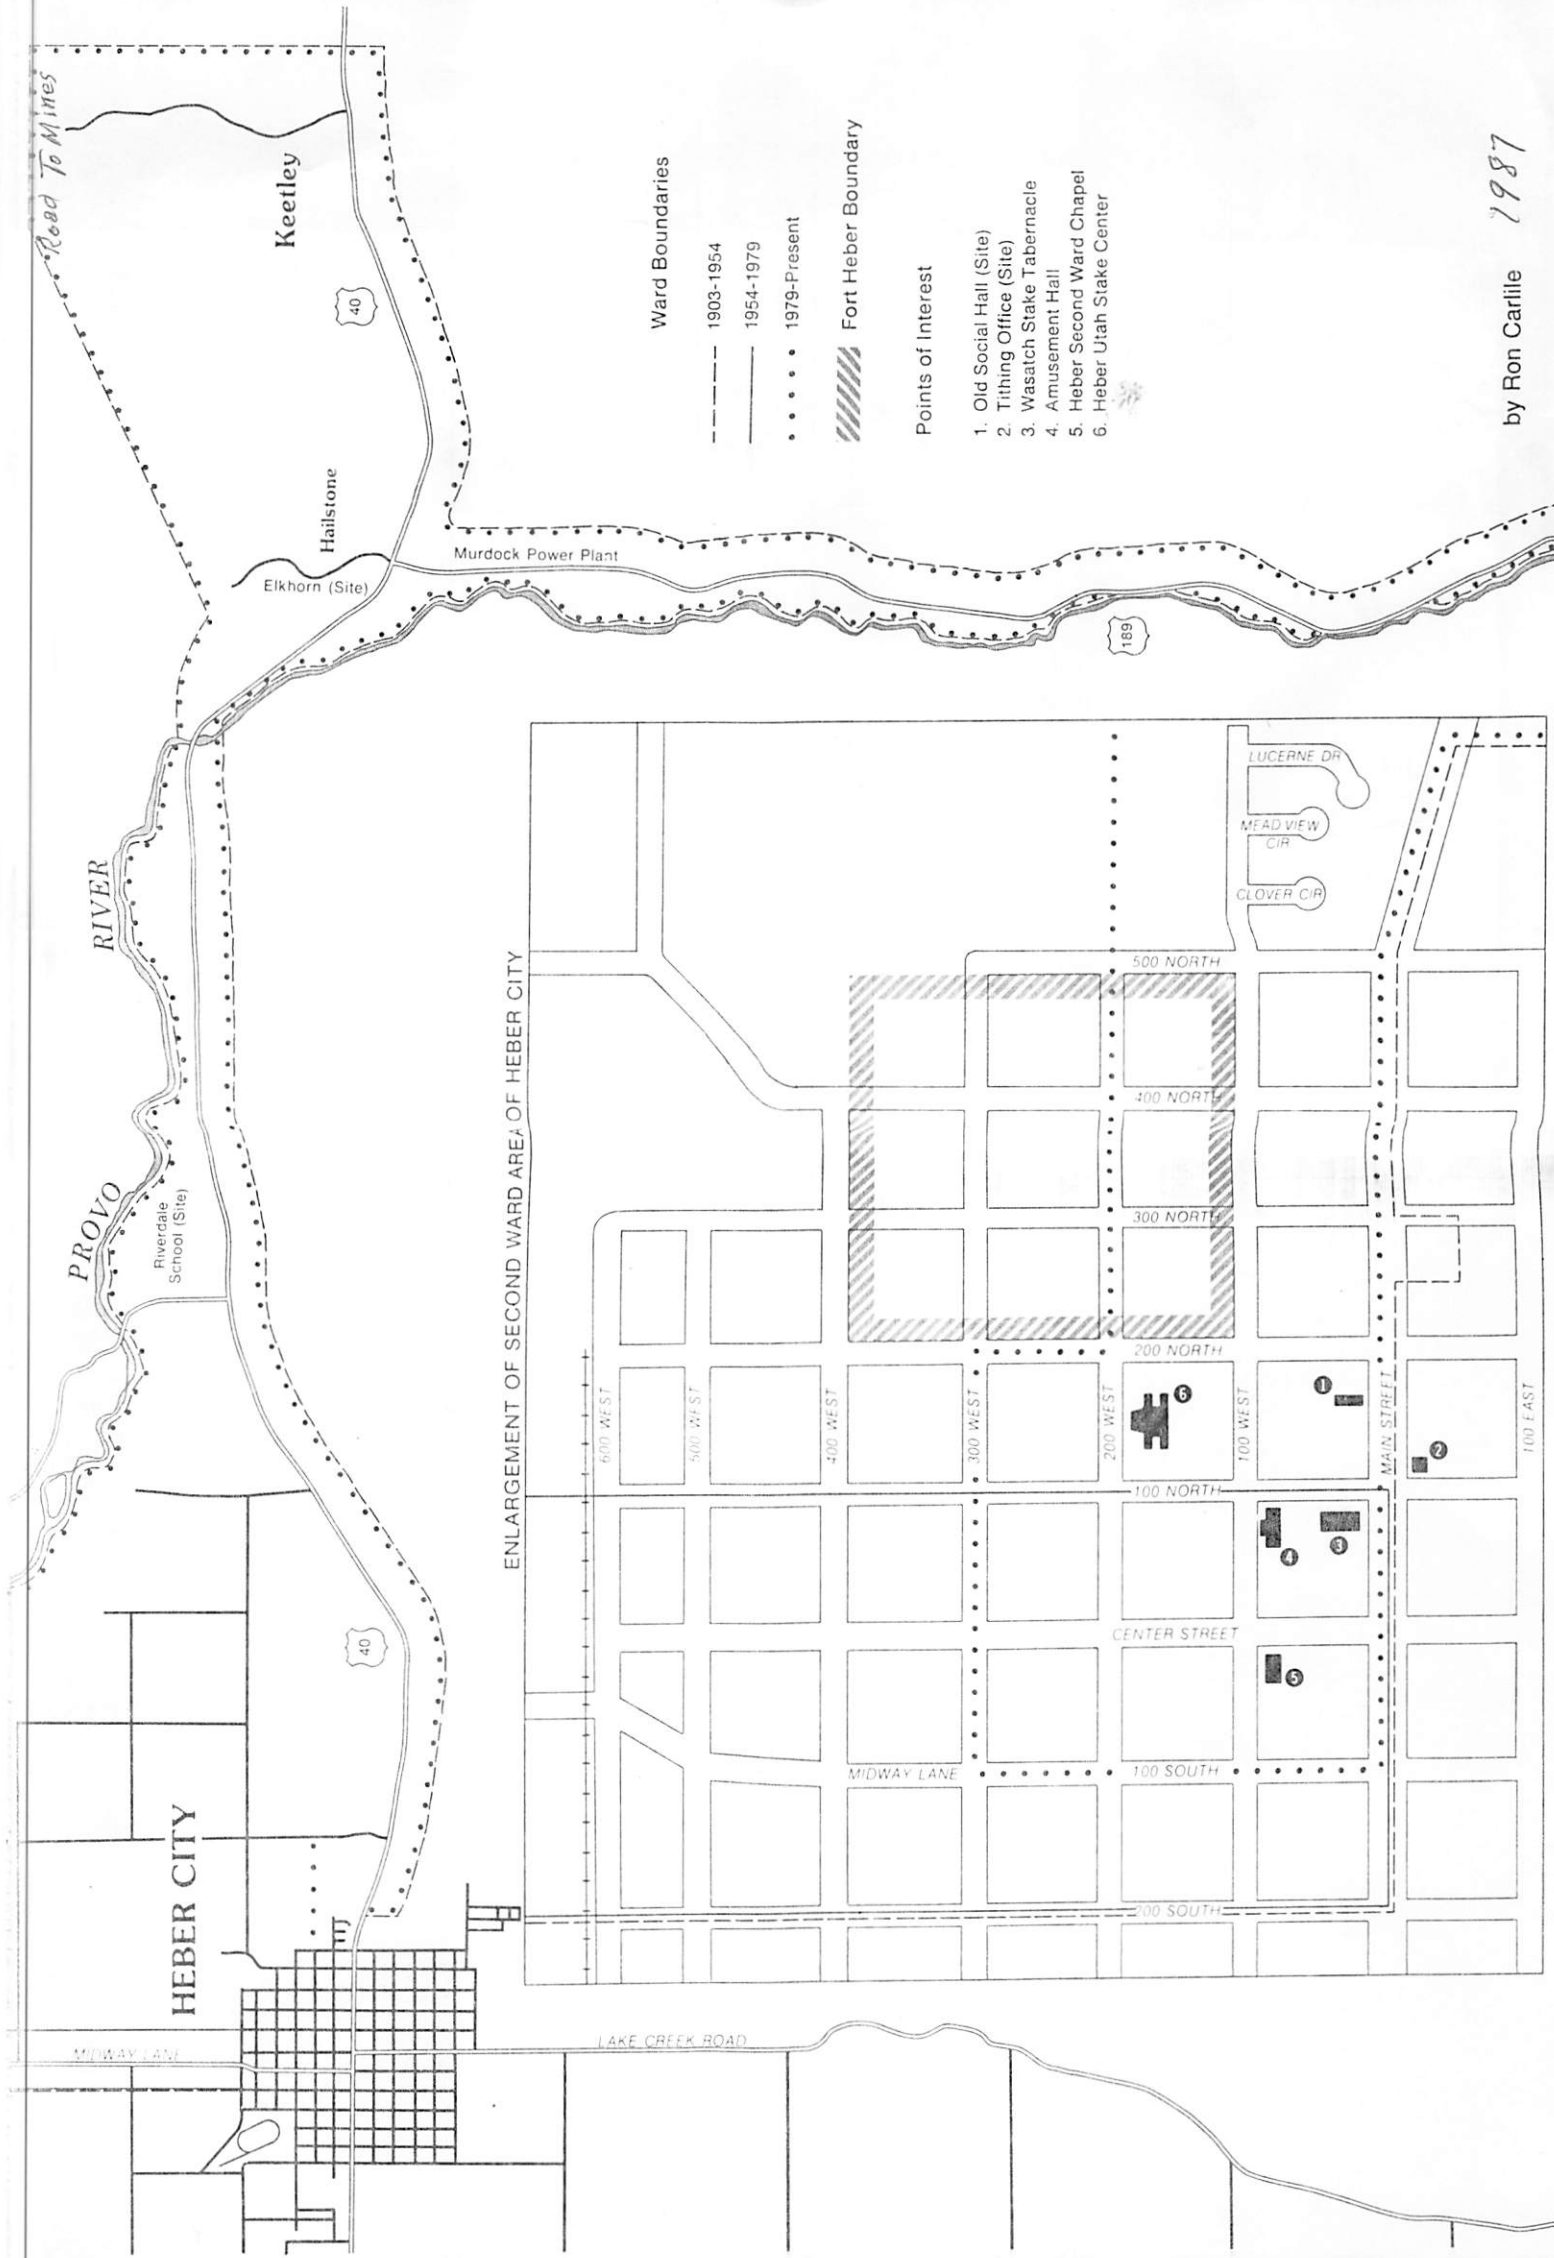 Road To Mines
Keetley
40
Hailstone
Elkhorn (Site)
Murdock Power Plant
189
RIVER
PROVO
Riverdale
School (Site)
40
HEBER CITY
MIDWAY LANE
LAKE CREEK ROAD
Ward Boundaries
1903-1954
1954-1979
1979-Present
Fort Heber Boundary
Points of Interest
1. Old Social Hall (Site)
2. Tithing Office (Site)
3. Wasatch Stake Tabernacle
4. Amusement Hall
5. Heber Second Ward Chapel
6. Heber Utah Stake Center
by Ron Carlile
1987
ENLARGEMENT OF SECOND WARD AREA OF HEBER CITY
LUCERNE DR
MEAD VIEW
CIR
CLOVER CIR
500 NORTH
400 NORTH
300 NORTH
200 NORTH
600 WEST
500 WEST
400 WEST
300 WEST
200 WEST
100 WEST
MAIN STREET
100 EAST
6
1
2
100 NORTH
4
3
CENTER STREET
5
MIDWAY LANE
100 SOUTH
200 SOUTH